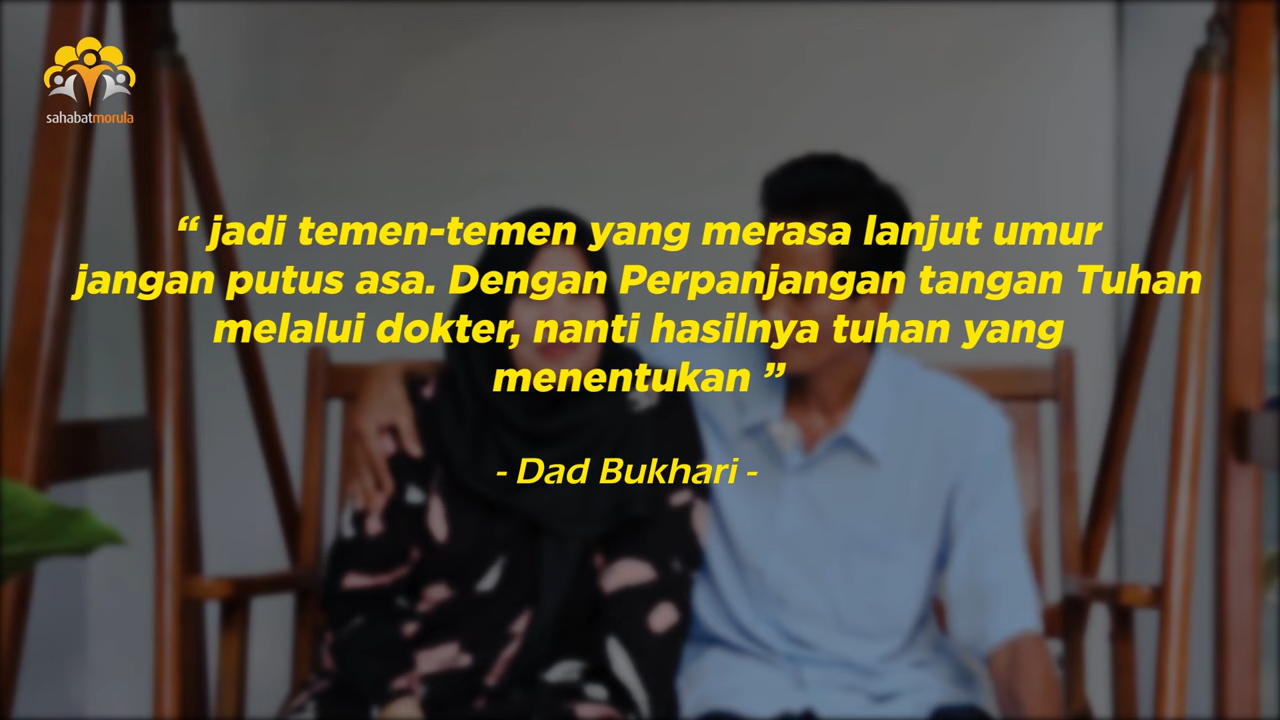 sahabatmorula
“ jadi temen-temen yang merasa lanjut umur
jangan putus asa. Dengan Perpanjangan tangan Tuhan
melalui dokter, nanti hasilnya tuhan yang
menentukan ”
- Dad Bukhari -